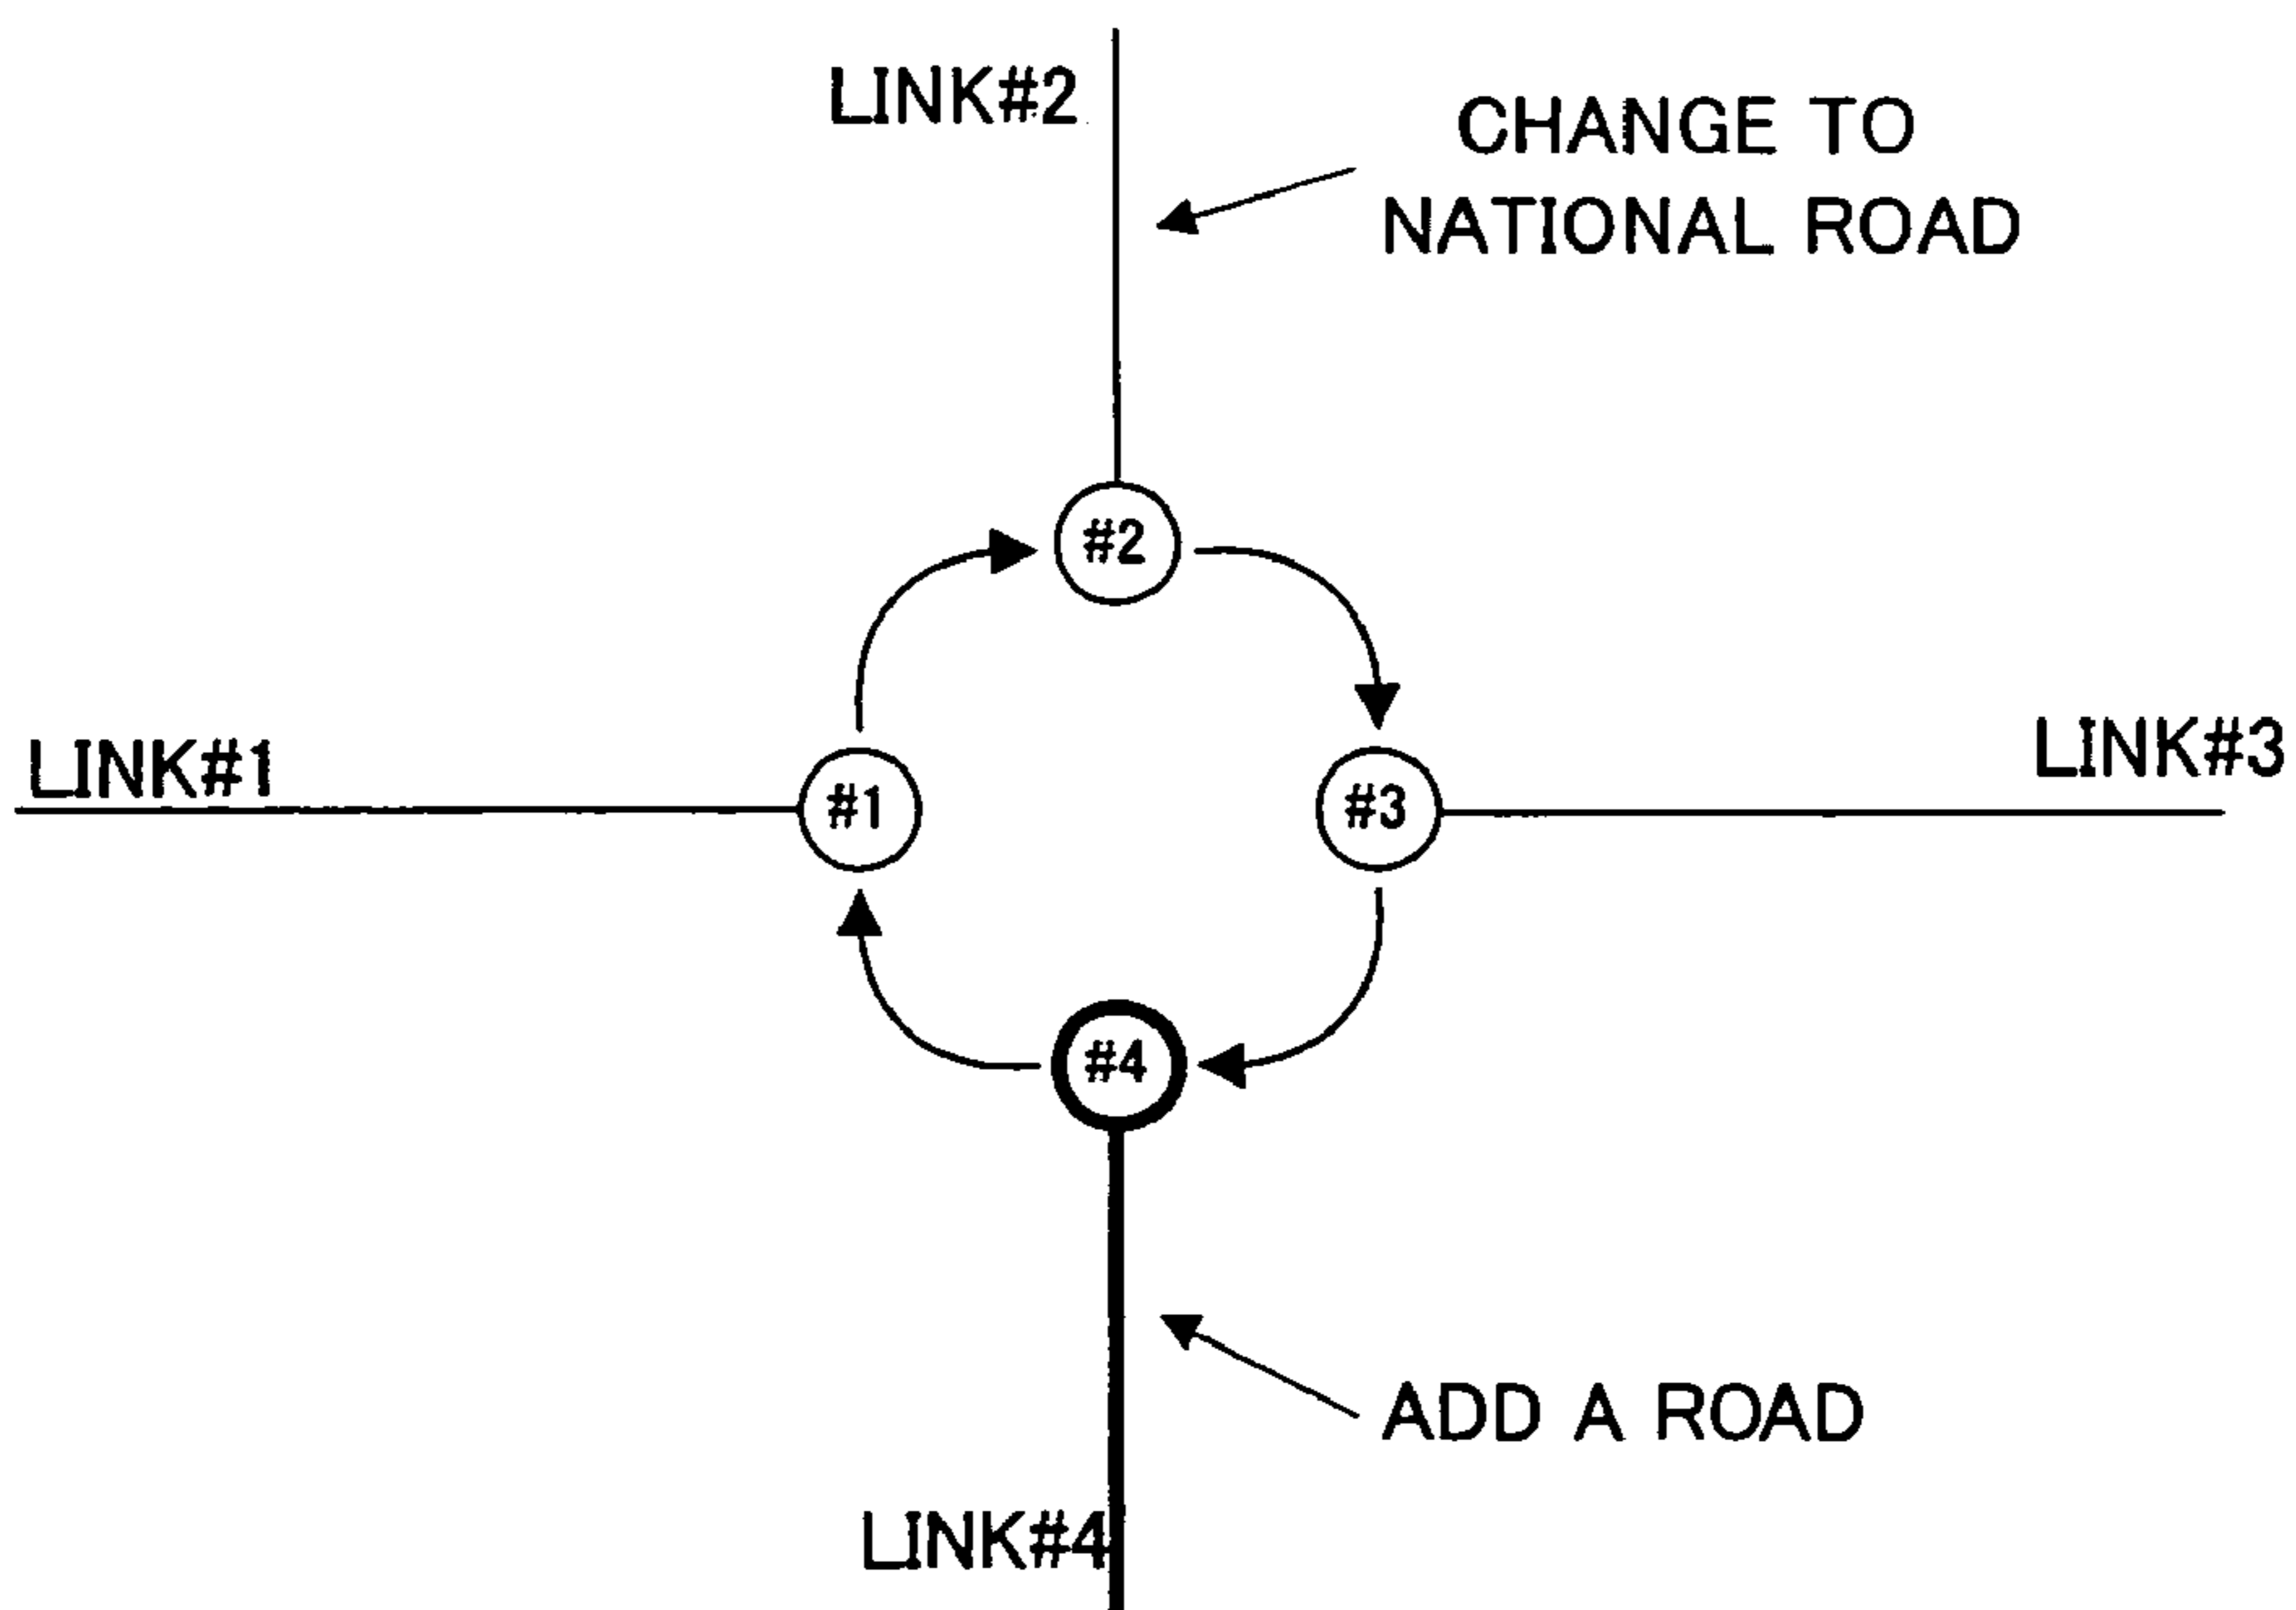 LINK#2
CHANGE TO
NATIONAL ROAD
#2
LINK#1
#1
#3
LINK#3
#4
ADD A ROAD
LINK#4